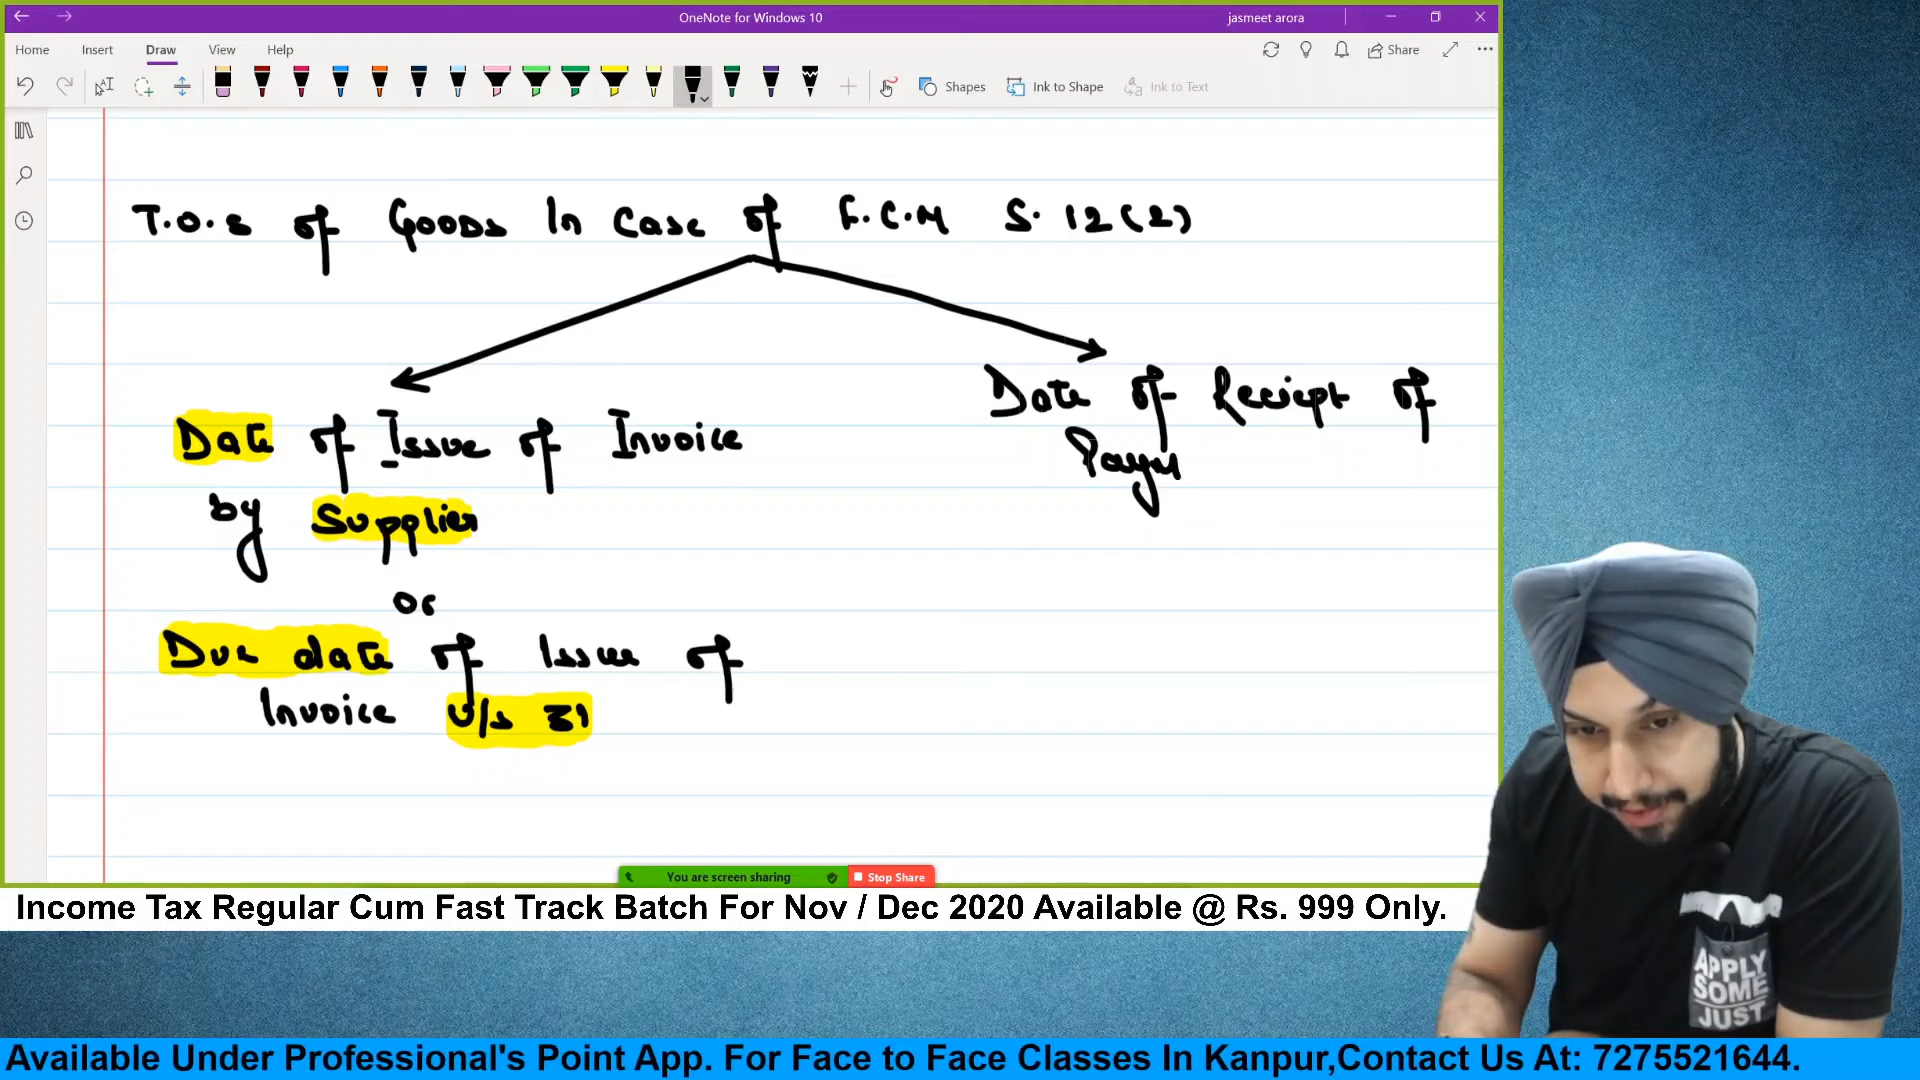 OneNote for Windows 10
jasmeet arora
Home Insert Draw View Help
Share
Shapes Ink to Shape Ink to Text
T.O.S of Goods In Case of F.C.M S. 12(2)
Date of Issue of Invoice
by Supplier
or
Due date of Issue of
Invoice U/s 31
Date of Reciept of
Paym
You are screen sharing Stop Share
APPLY
SOME
JUST
Income Tax Regular Cum Fast Track Batch For Nov / Dec 2020 Available @ Rs. 999 Only.
Available Under Professional's Point App. For Face to Face Classes In Kanpur,Contact Us At: 7275521644.